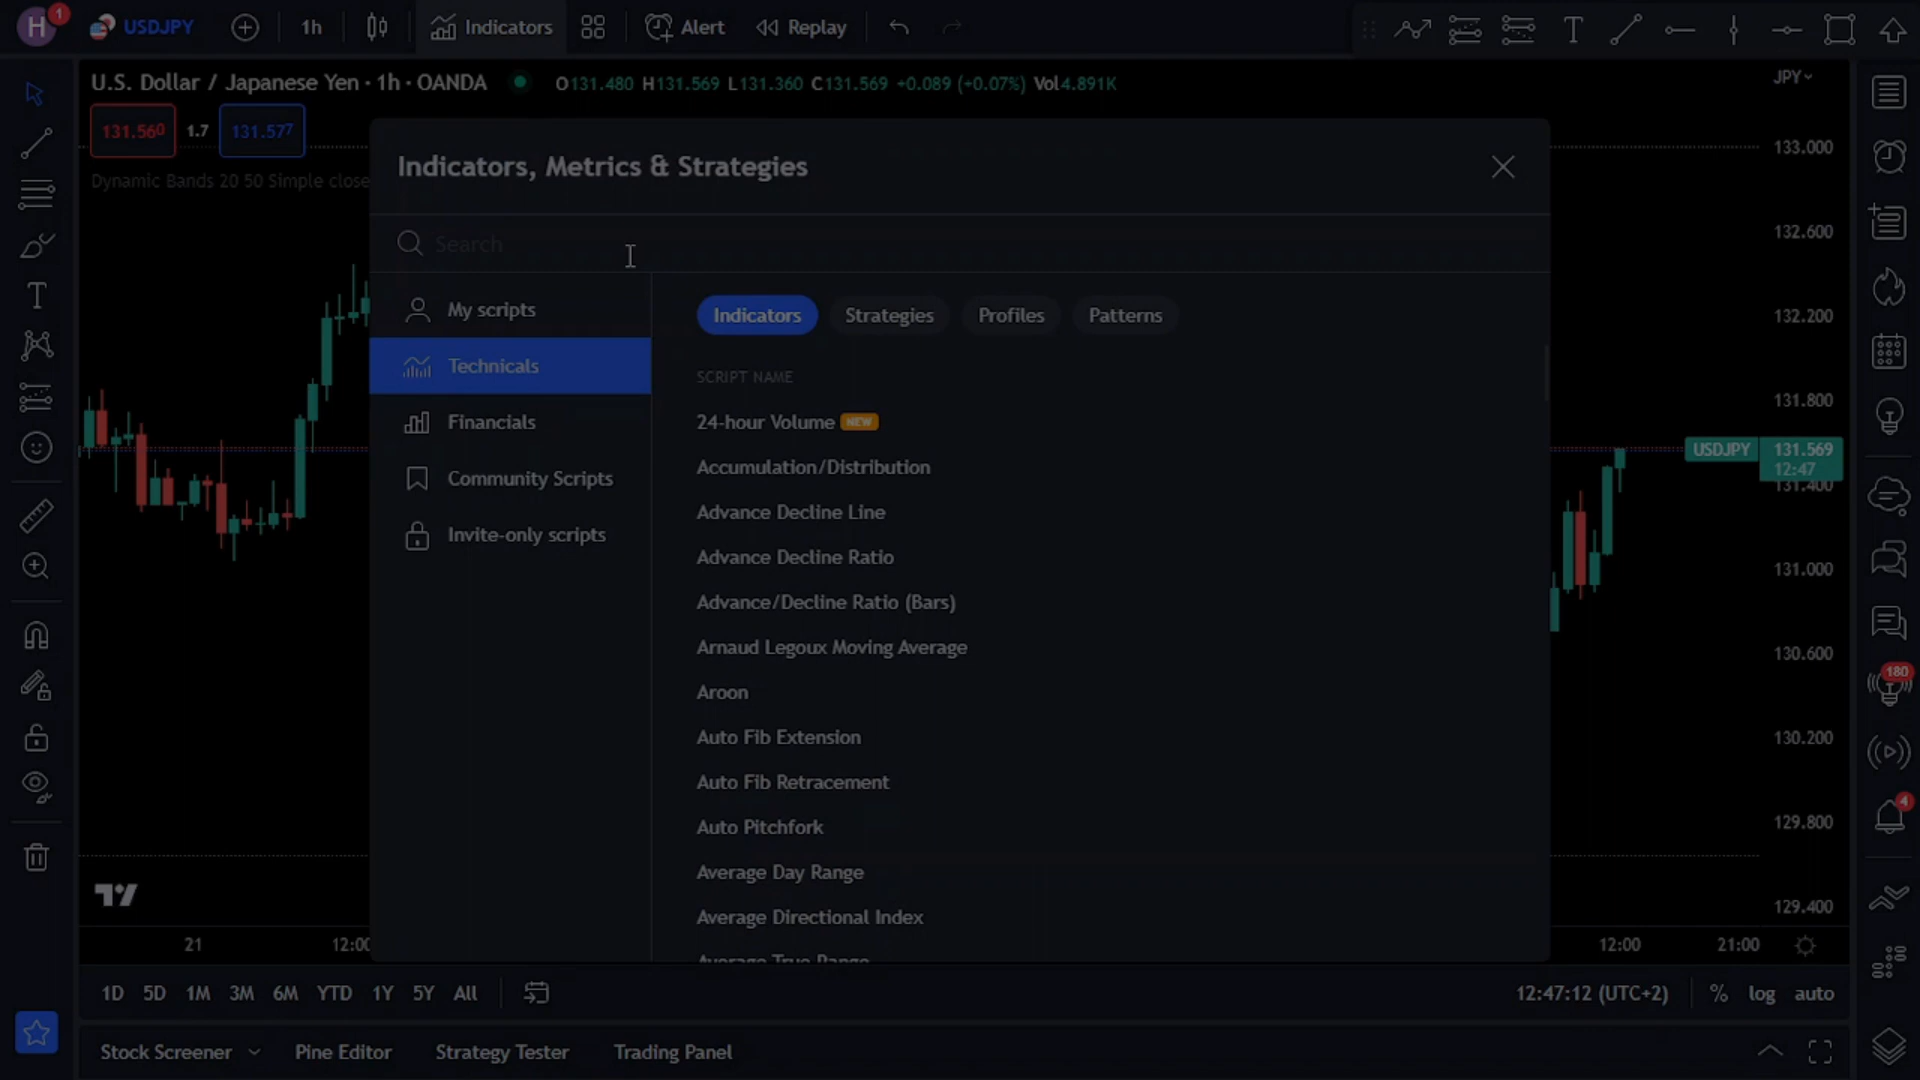 H 1 USDJPY 1h Indicators Alert Replay T
U.S. Dollar / Japanese Yen · 1h · OANDA O131.480 H131.569 L131.360 C131.569 +0.089 (+0.07%) Vol4.891K JPY
131.560 1.7 131.577
Dynamic Bands 20 50 Simple close
Indicators, Metrics & Strategies
Search
My scripts
Technicals
Financials
Community Scripts
Invite-only scripts
Indicators Strategies Profiles Patterns
SCRIPT NAME
24-hour Volume NEW
Accumulation/Distribution
Advance Decline Line
Advance Decline Ratio
Advance/Decline Ratio (Bars)
Arnaud Legoux Moving Average
Aroon
Auto Fib Extension
Auto Fib Retracement
Auto Pitchfork
Average Day Range
Average Directional Index
Average True Range
133.000
132.600
132.200
131.800
USDJPY 131.569
12:47
131.400
131.000
130.600
130.200
129.800
129.400
180
4
21 12:00 12:00 21:00
1D 5D 1M 3M 6M YTD 1Y 5Y All 12:47:12 (UTC+2) % log auto
Stock Screener Pine Editor Strategy Tester Trading Panel